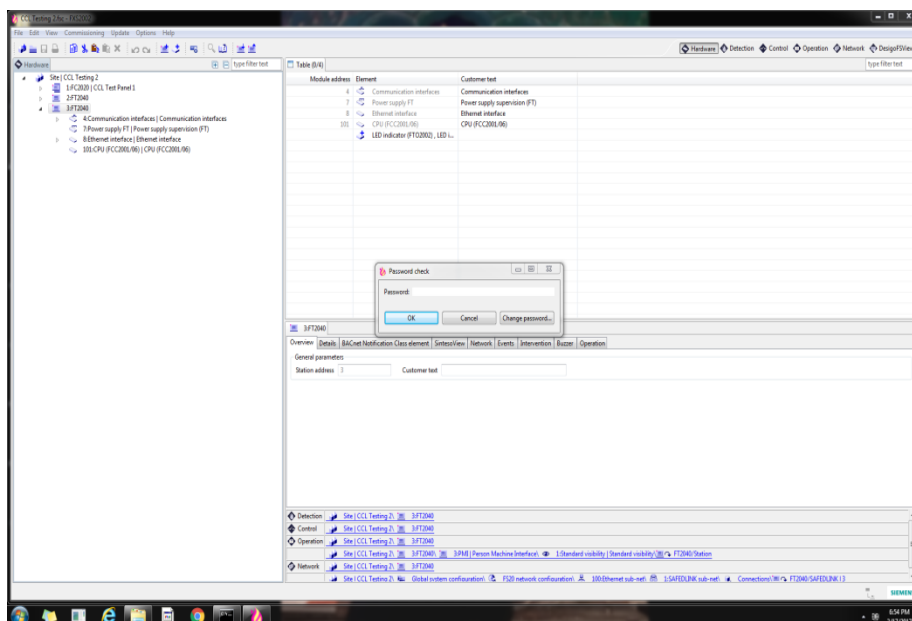 CCL Testing 2.fsc - FX2040
File Edit View Commissioning Update Options Help
Hardware Detection Control Operation Network DesigoFSView
Hardware type filter text
Site | CCL Testing 2
1:FC2020 | CCL Test Panel 1
2:FT2040
3:FT2040
4:Communication interfaces | Communication interfaces
7:Power supply FT | Power supply supervision (FT)
8:Ethernet interface | Ethernet interface
101:CPU (FCC2001/06) | CPU (FCC2001/06)
Table (0/4) type filter text
Module address Element Customer text
4 Communication interfaces Communication interfaces
7 Power supply FT Power supply supervision (FT)
8 Ethernet interface Ethernet interface
101 CPU (FCC2001/06) CPU (FCC2001/06)
LED indicator (FTO2002) , LED i...
Password check
Password:
OK Cancel Change password...
3:FT2040
Overview Details BACnet Notification Class element SintesoView Network Events Intervention Buzzer Operation
General parameters
Station address 3 Customer text
Detection Site | CCL Testing 2\ 3:FT2040
Control Site | CCL Testing 2\ 3:FT2040
Operation Site | CCL Testing 2\ 3:FT2040
Site | CCL Testing 2\ 3:FT2040\ 3:PMI | Person Machine Interface\ 1:Standard visibility | Standard visibility\ FT2040/Station
Network Site | CCL Testing 2\ 3:FT2040
Site | CCL Testing 2\ Global system configuration\ FS20 network configuration\ 100:Ethernet sub-net\ 1:SAFEDLINK sub-net\ Connections\ FT2040/SAFEDLINK
SIEMENS
6:54 PM